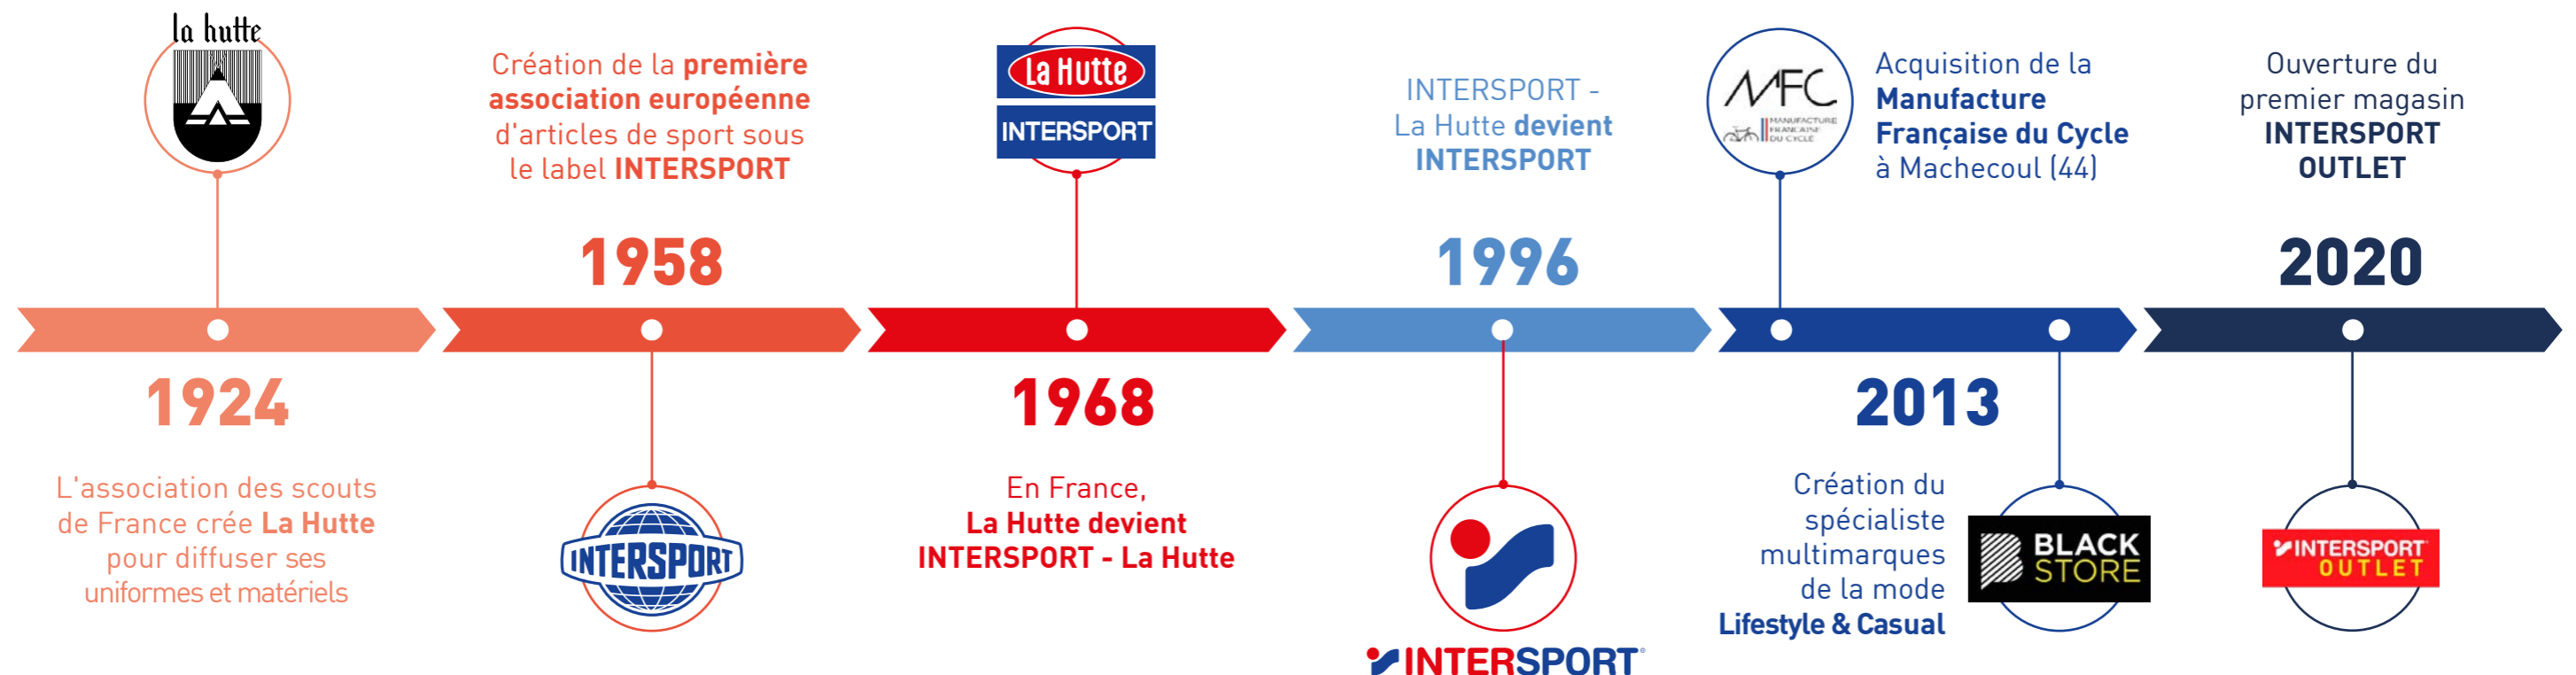 la hutte
1924
L'association des scouts
de France crée La Hutte
pour diffuser ses
uniformes et matériels
Création de la première
association européenne
d'articles de sport sous
le label INTERSPORT
1958
INTERSPORT
La Hutte
INTERSPORT
1968
En France,
La Hutte devient
INTERSPORT - La Hutte
INTERSPORT -
La Hutte devient
INTERSPORT
1996
INTERSPORT
MFC
MANUFACTURE
FRANCAISE
DU CYCLE
Acquisition de la
Manufacture
Française du Cycle
à Machecoul (44)
2013
Création du
spécialiste
multimarques
de la mode
Lifestyle & Casual
BLACK
STORE
Ouverture du
premier magasin
INTERSPORT
OUTLET
2020
INTERSPORT
OUTLET